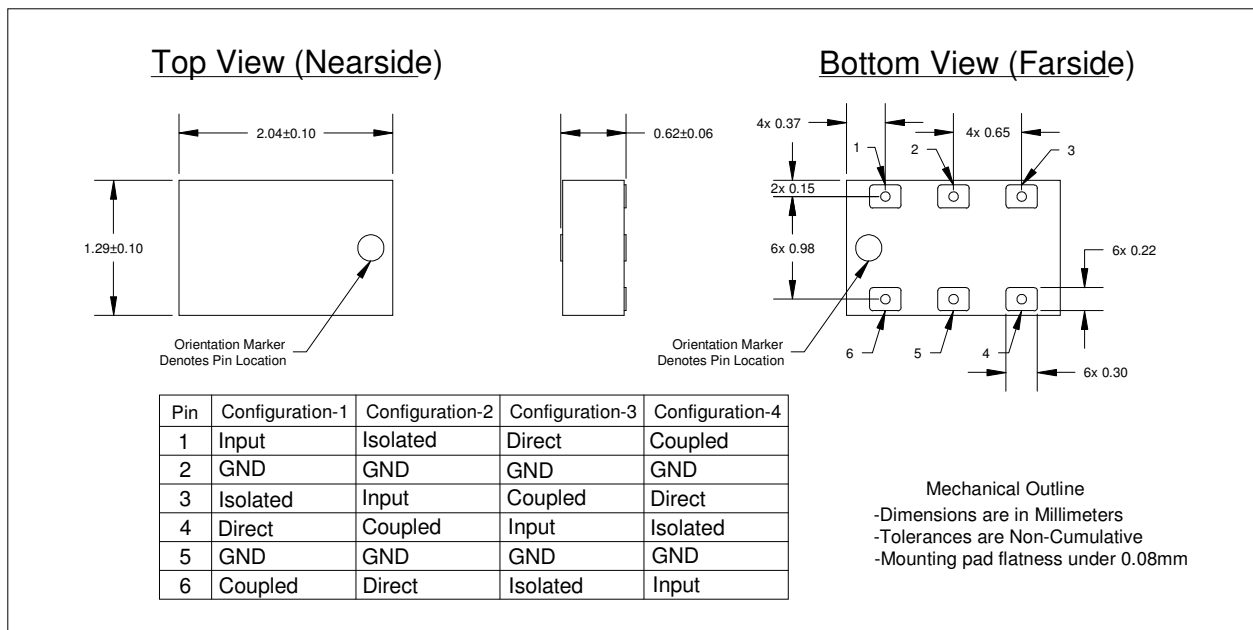 Top View (Nearside)
Bottom View (Farside)
2.04±0.10
0.62±0.06
4x 0.37
4x 0.65
1
2
3
2x 0.15
1.29±0.10
6x 0.98
6x 0.22
Orientation Marker
Denotes Pin Location
Orientation Marker
Denotes Pin Location
6
5
4
6x 0.30
Pin Configuration-1 Configuration-2 Configuration-3 Configuration-4
1 Input Isolated Direct Coupled
2 GND GND GND GND
3 Isolated Input Coupled Direct
4 Direct Coupled Input Isolated
5 GND GND GND GND
6 Coupled Direct Isolated Input
Mechanical Outline
-Dimensions are in Millimeters
-Tolerances are Non-Cumulative
-Mounting pad flatness under 0.08mm